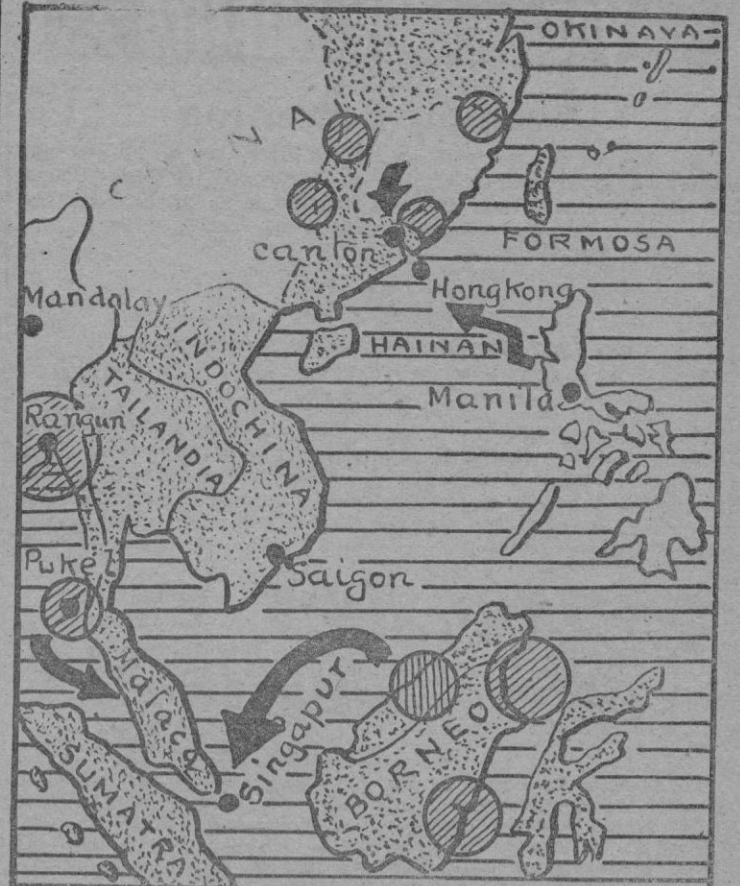 OKINAVA
CHINA
FORMOSA
canton
Hongkong
Mandalay
HAINAN
INDOCHINA
TAILANDIA
Manila
Rangun
Puket
Saigon
Malaca
Singapur
BORNEO
SUMATRA